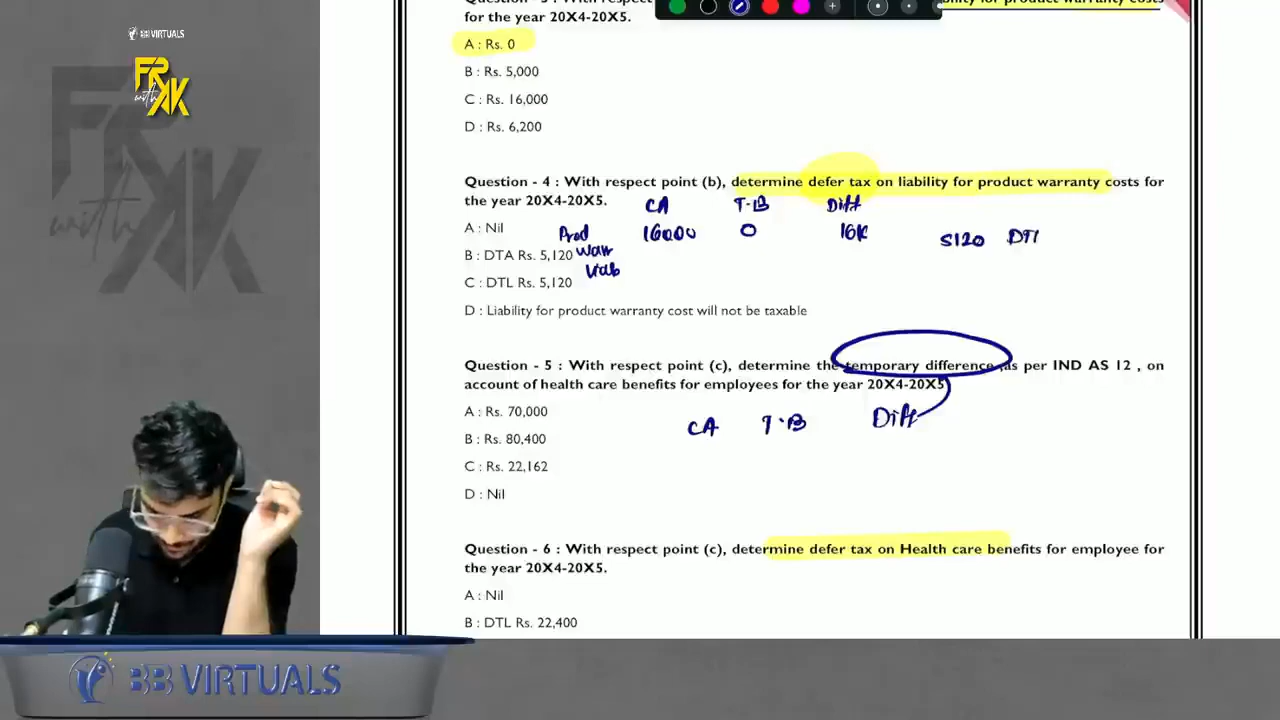 BB VIRTUALS
FR
with
AK
for the year 20X4-20X5.
A : Rs. 0
B : Rs. 5,000
C : Rs. 16,000
D : Rs. 6,200
Question - 4 : With respect point (b), determine defer tax on liability for product warranty costs for
the year 20X4-20X5.
CA T.B Diff
A : Nil
Prod 16000 0 16K 5120 DTL
B : DTA Rs. 5,120
Warr
Liab
C : DTL Rs. 5,120
D : Liability for product warranty cost will not be taxable
Question - 5 : With respect point (c), determine the temporary difference ,as per IND AS 12 , on
account of health care benefits for employees for the year 20X4-20X5
A : Rs. 70,000
CA T.B Diff
B : Rs. 80,400
C : Rs. 22,162
D : Nil
Question - 6 : With respect point (c), determine defer tax on Health care benefits for employee for
the year 20X4-20X5.
A : Nil
B : DTL Rs. 22,400
BB VIRTUALS